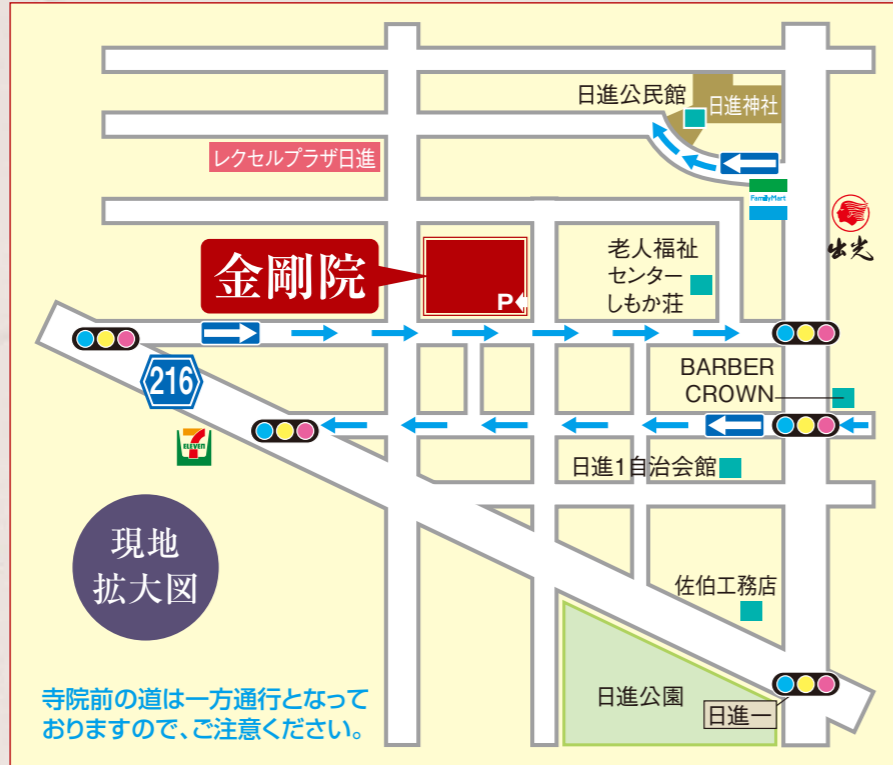 日進公民館
日進神社
レクセルプラザ日進
FamilyMart
出光
金剛院
P
老人福祉
センター
しもか荘
216
BARBER
CROWN
7
ELEVEN
日進1自治会館
現地
拡大図
佐伯工務店
日進公園
日進一
寺院前の道は一方通行となって
おりますので、ご注意ください。